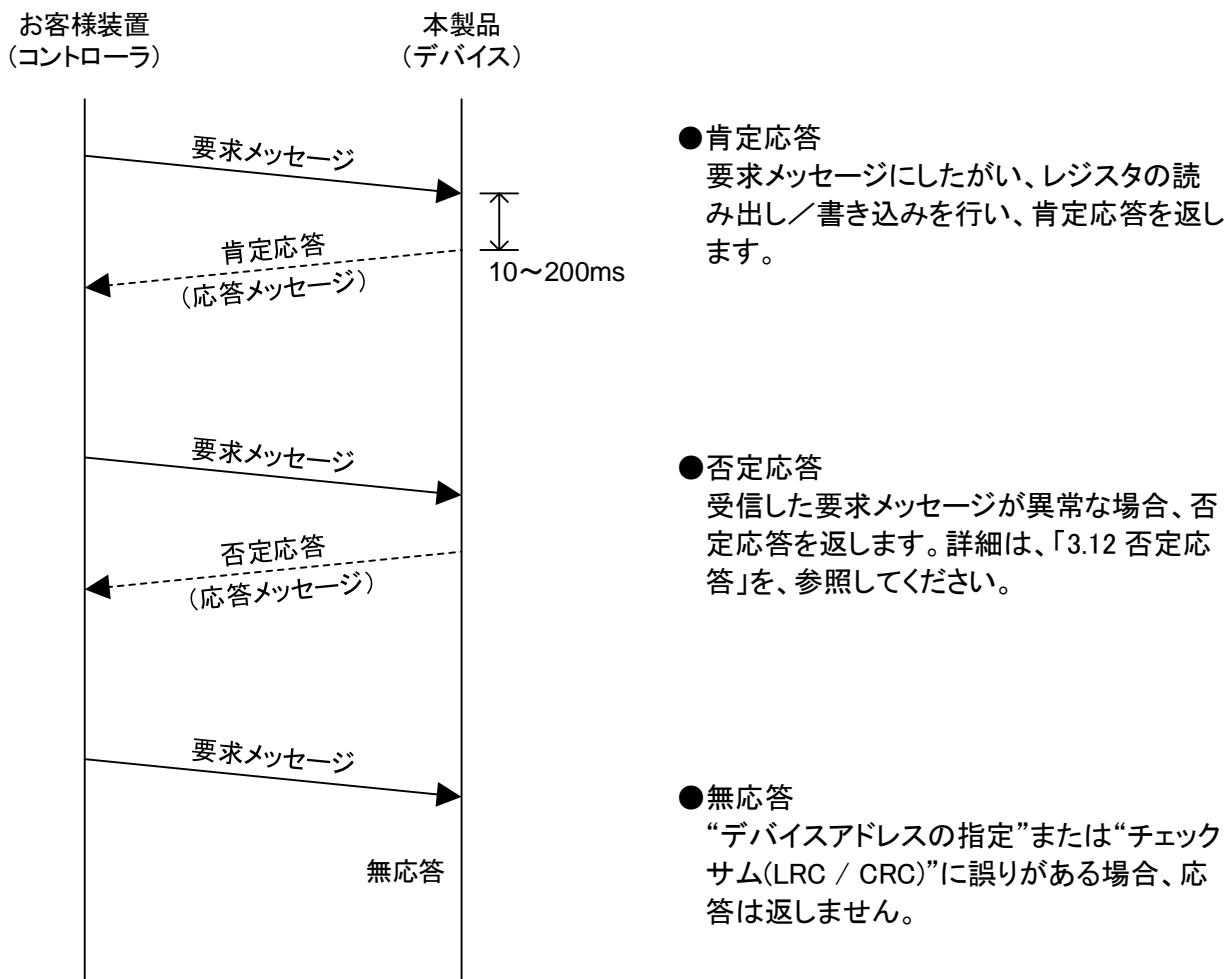 お客様装置
（コントローラ）
本製品
（デバイス）
要求メッセージ
肯定応答
（応答メッセージ）
10～200ms
●肯定応答
要求メッセージにしたがい、レジスタの読
み出し／書き込みを行い、肯定応答を返し
ます。
要求メッセージ
否定応答
（応答メッセージ）
●否定応答
受信した要求メッセージが異常な場合、否
定応答を返します。詳細は、「3.12 否定応
答」を、参照してください。
要求メッセージ
無応答
●無応答
“デバイスアドレスの指定”または“チェック
サム(LRC / CRC)”に誤りがある場合、応
答は返しません。